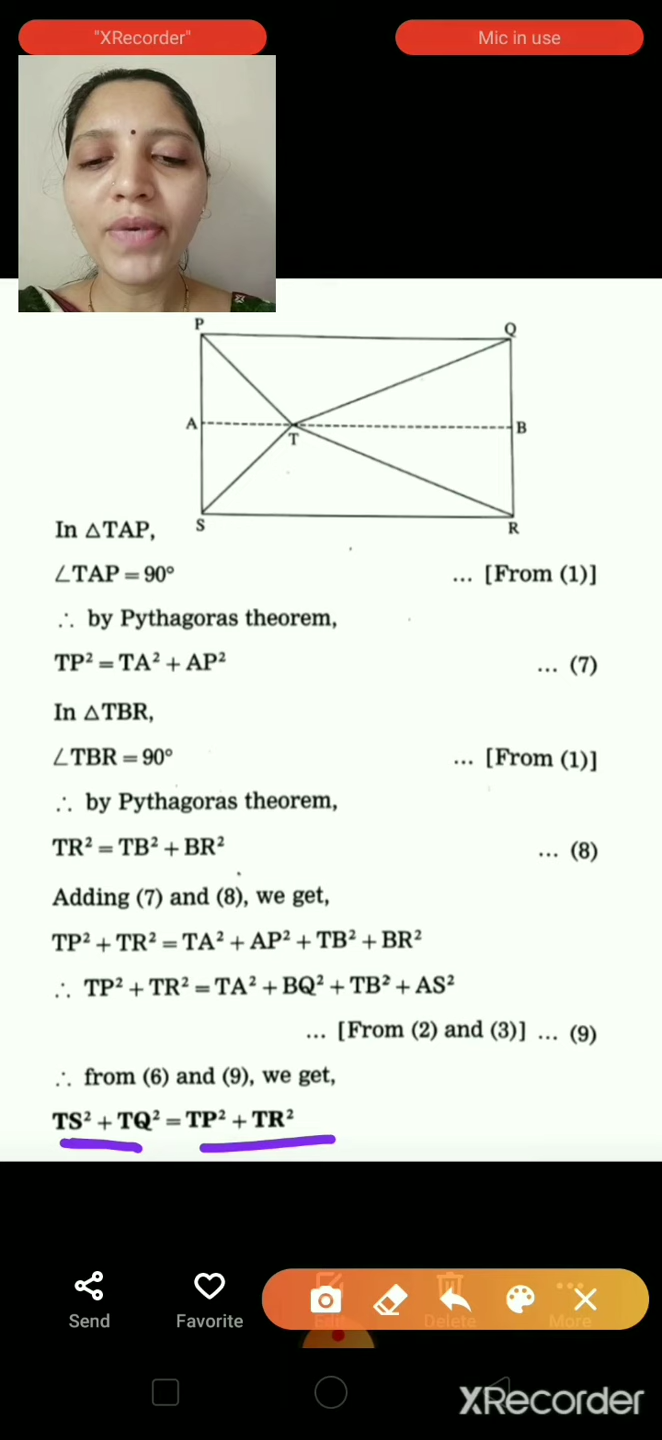 "XRecorder"
Mic in use
P
Q
A
T
B
S
R
In △TAP,
∠TAP = 90° ... [From (1)]
∴ by Pythagoras theorem,
TP² = TA² + AP² ... (7)
In △TBR,
∠TBR = 90° ... [From (1)]
∴ by Pythagoras theorem,
TR² = TB² + BR² ... (8)
Adding (7) and (8), we get,
TP² + TR² = TA² + AP² + TB² + BR²
∴ TP² + TR² = TA² + BQ² + TB² + AS²
... [From (2) and (3)] ... (9)
∴ from (6) and (9), we get,
TS² + TQ² = TP² + TR²
Send
Favorite
Edit
Delete
More
XRecorder